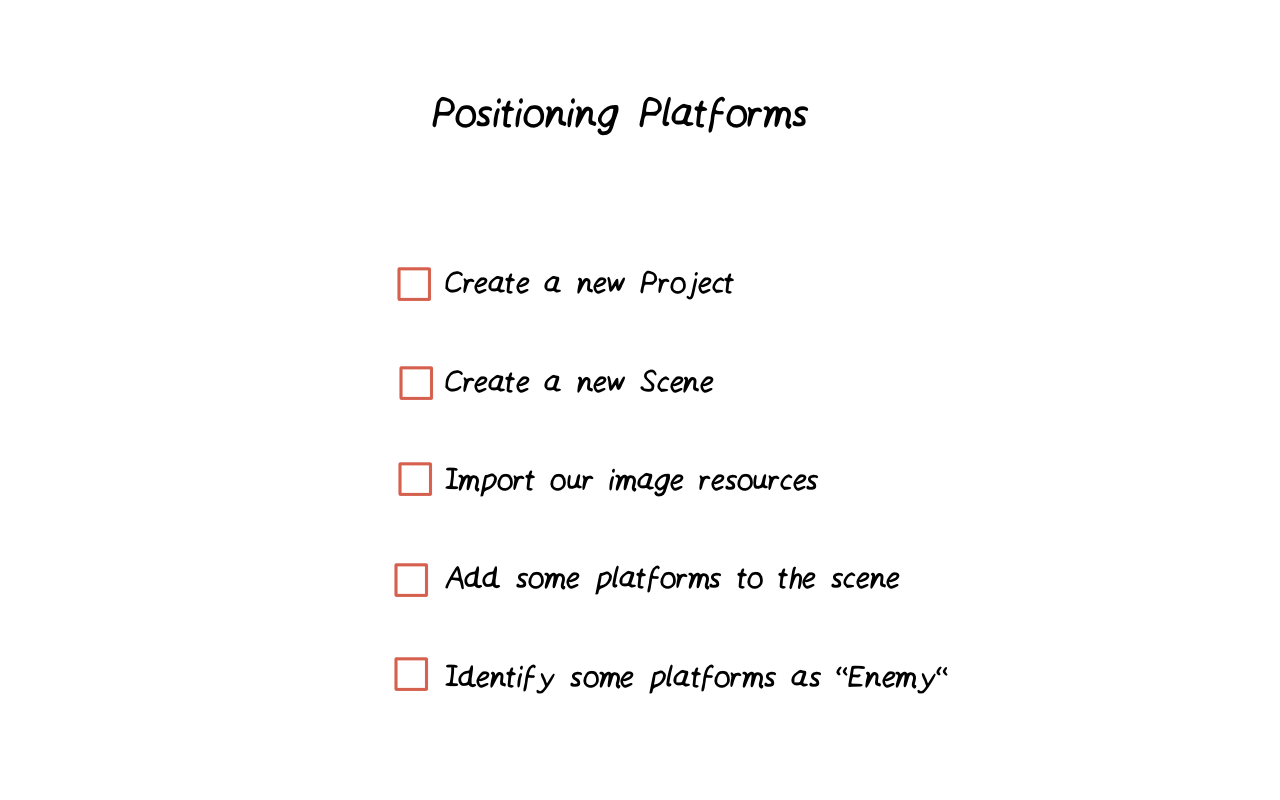 Positioning Platforms
Create a new Project
Create a new Scene
Import our image resources
Add some platforms to the scene
Identify some platforms as “Enemy“